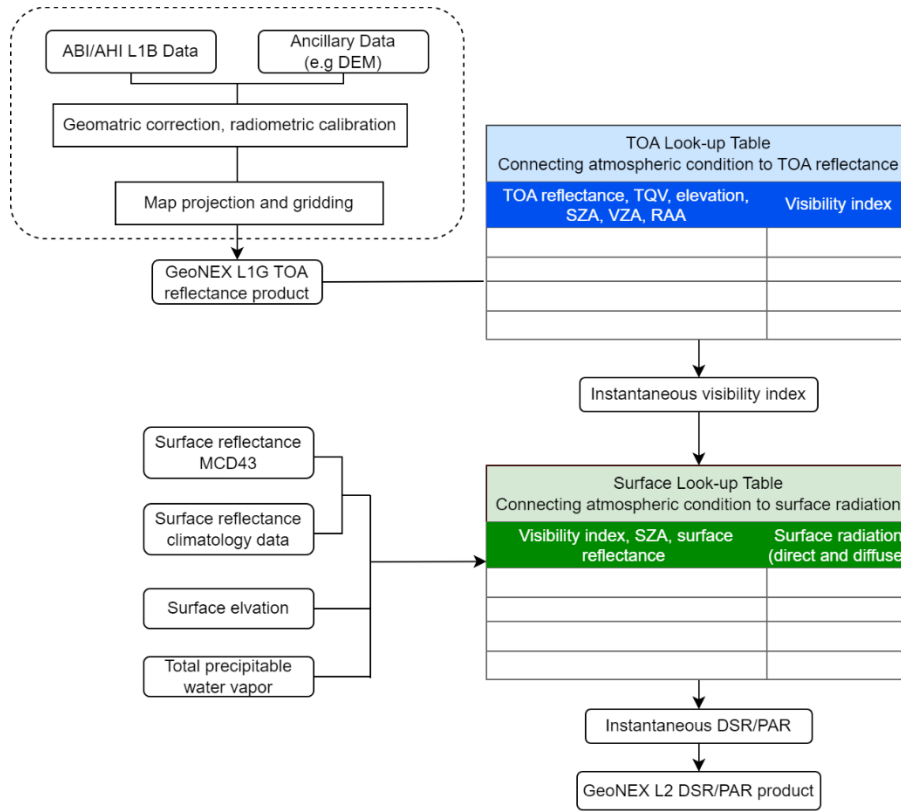 ABI/AHI L1B Data
Ancillary Data
(e.g DEM)
Geomatric correction, radiometric calibration
Map projection and gridding
GeoNEX L1G TOA
reflectance product
TOA Look-up Table
Connecting atmospheric condition to TOA reflectance
TOA reflectance, TQV, elevation,
SZA, VZA, RAA
Visibility index
Instantaneous visibility index
Surface reflectance
MCD43
Surface reflectance
climatology data
Surface elvation
Total precipitable
water vapor
Surface Look-up Table
Connecting atmospheric condition to surface radiation
Visibility index, SZA, surface
reflectance
Surface radiation
(direct and diffuse
Instantaneous DSR/PAR
GeoNEX L2 DSR/PAR product